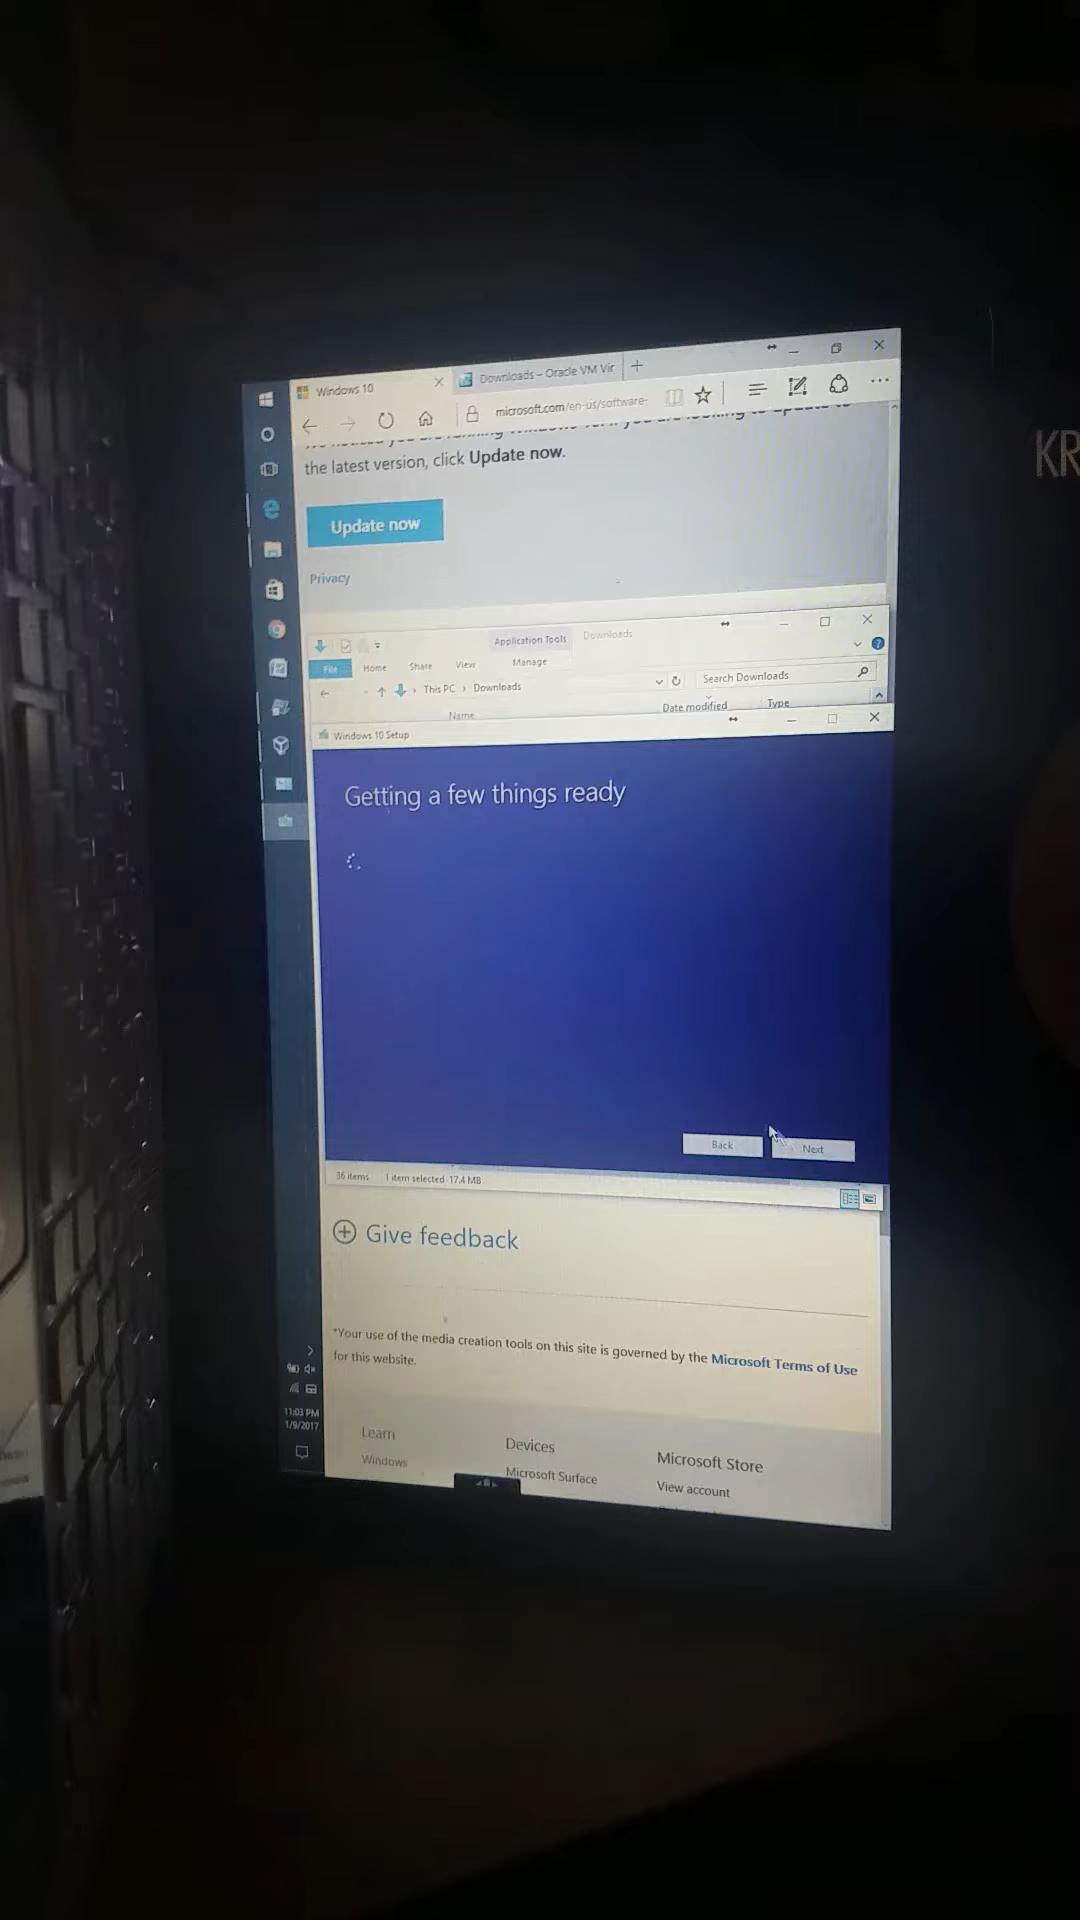 Windows 10
Downloads – Oracle VM Vir
microsoft.com/en-us/software-
the latest version, click Update now.
Update now
Privacy
KR
Application Tools
Downloads
File
Home
Share
View
Manage
This PC
Downloads
Search Downloads
Name
Date modified
Type
Windows 10 Setup
Getting a few things ready
Back
Next
36 items
1 item selected 17.4 MB
Give feedback
*Your use of the media creation tools on this site is governed by the Microsoft Terms of Use
for this website.
11:03 PM
1/9/2017
Learn
Devices
Microsoft Store
Windows
Microsoft Surface
View account